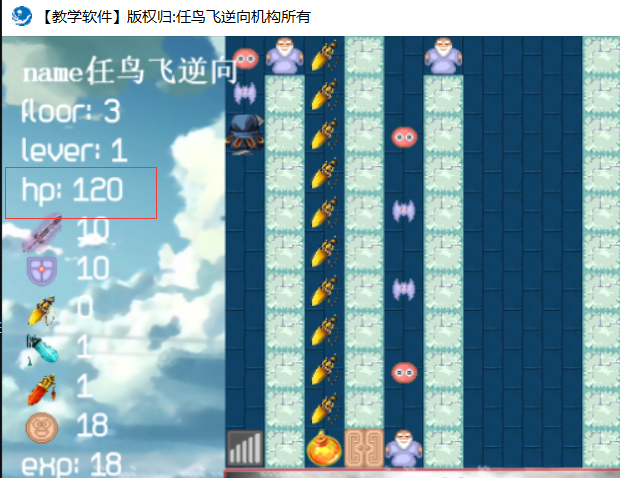 【教学软件】版权归:任鸟飞逆向机构所有
name任鸟飞逆向
floor: 3
lever: 1
hp: 120
10
10
0
1
1
18
exp: 18